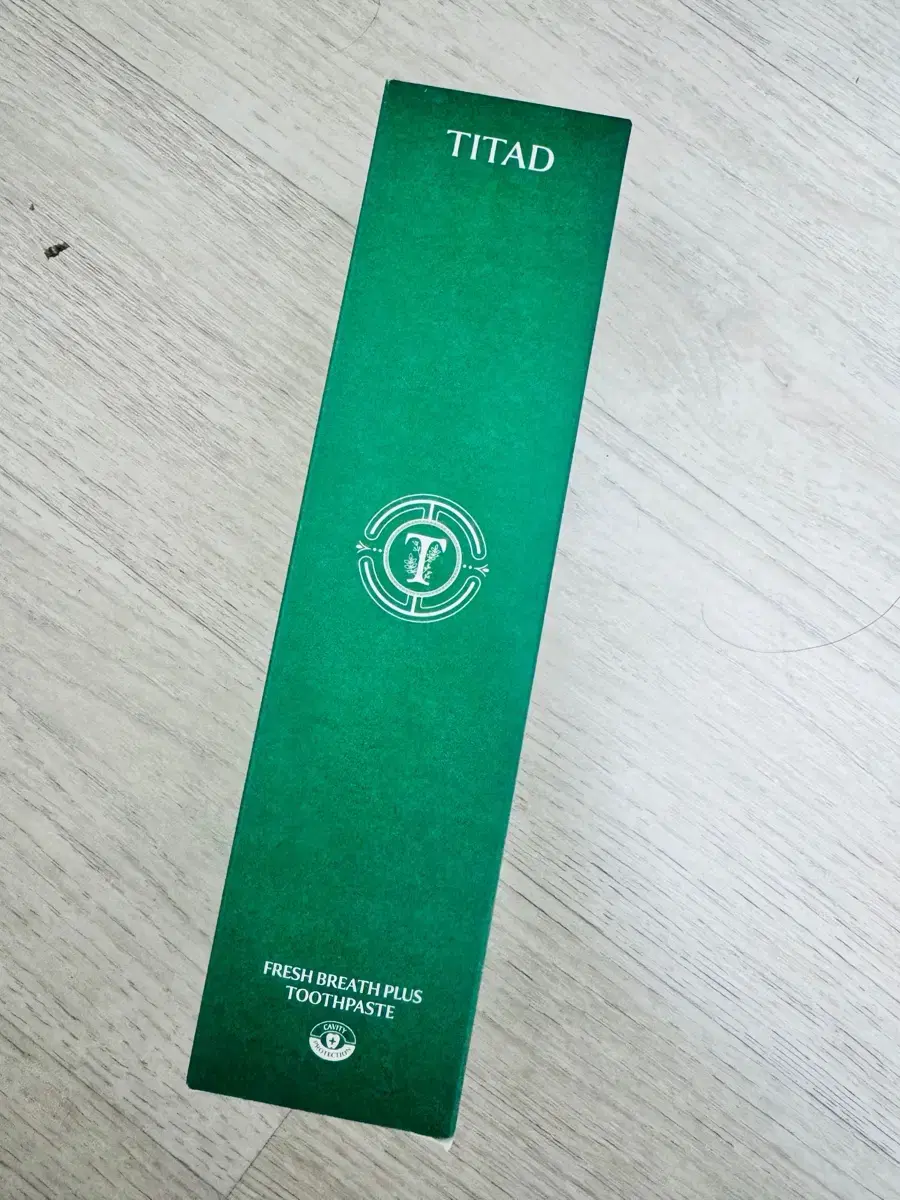 TITAD
T
FRESH BREATH PLUS
TOOTHPASTE
CAVITY
PROTECTION